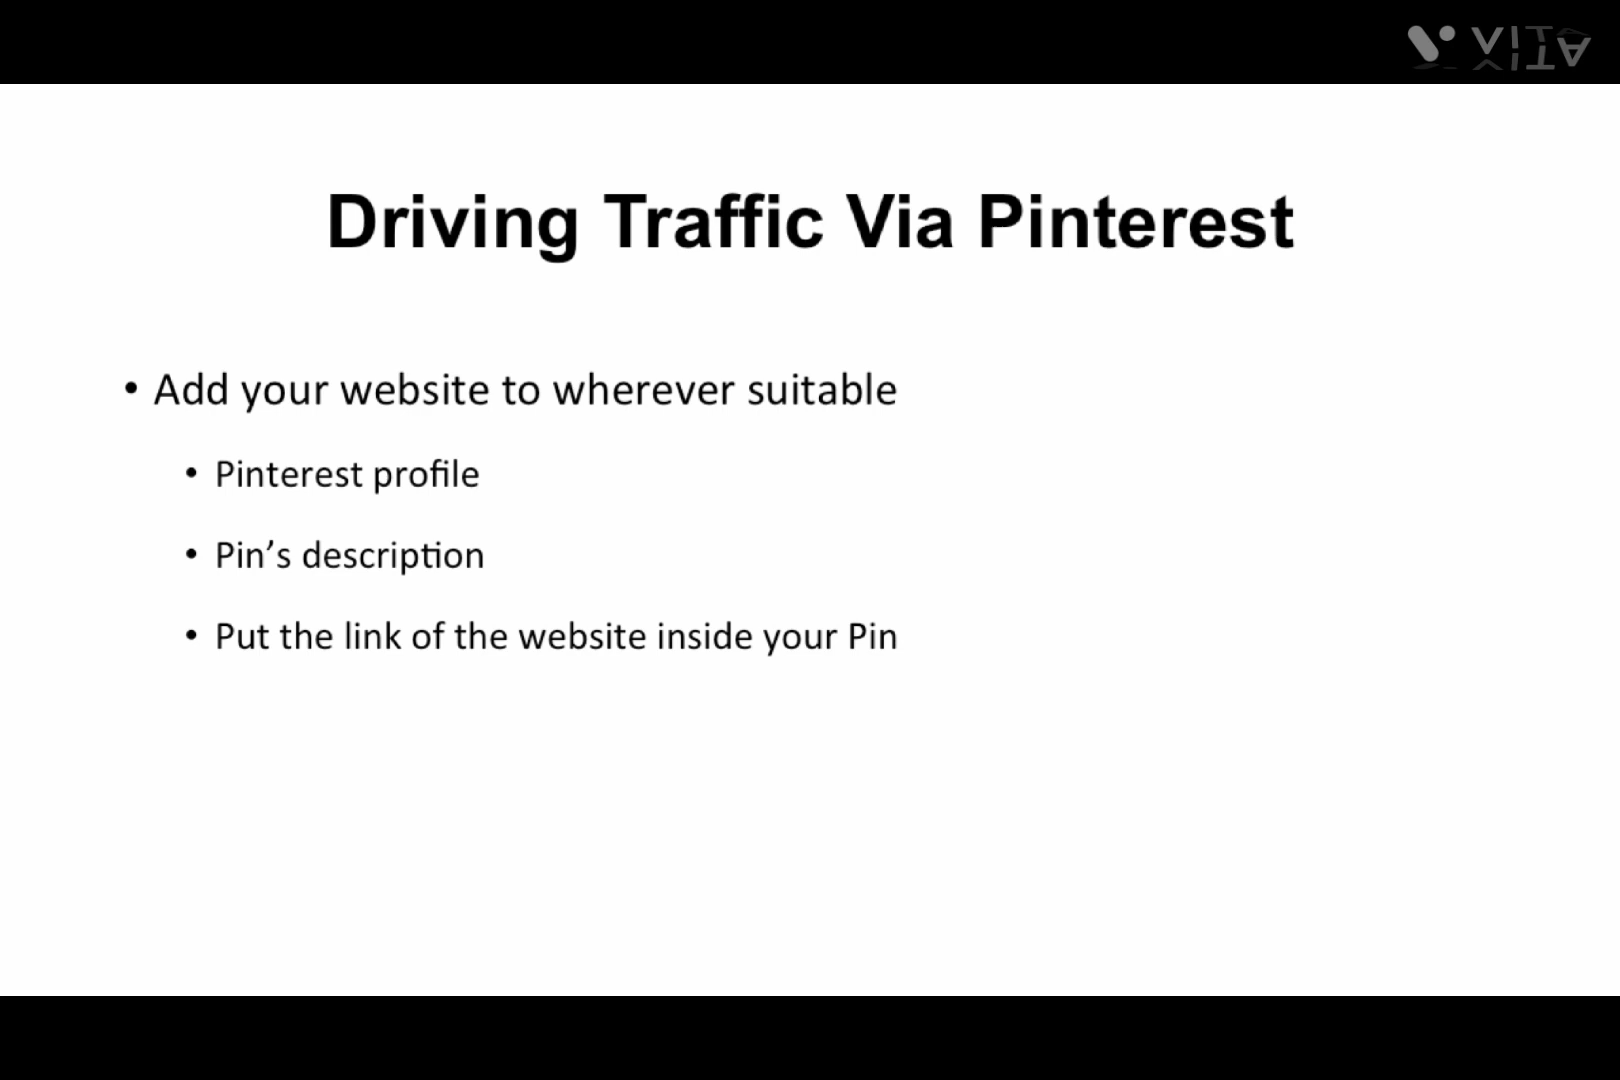 VITA
Driving Traffic Via Pinterest
• Add your website to wherever suitable
• Pinterest profile
• Pin’s description
• Put the link of the website inside your Pin